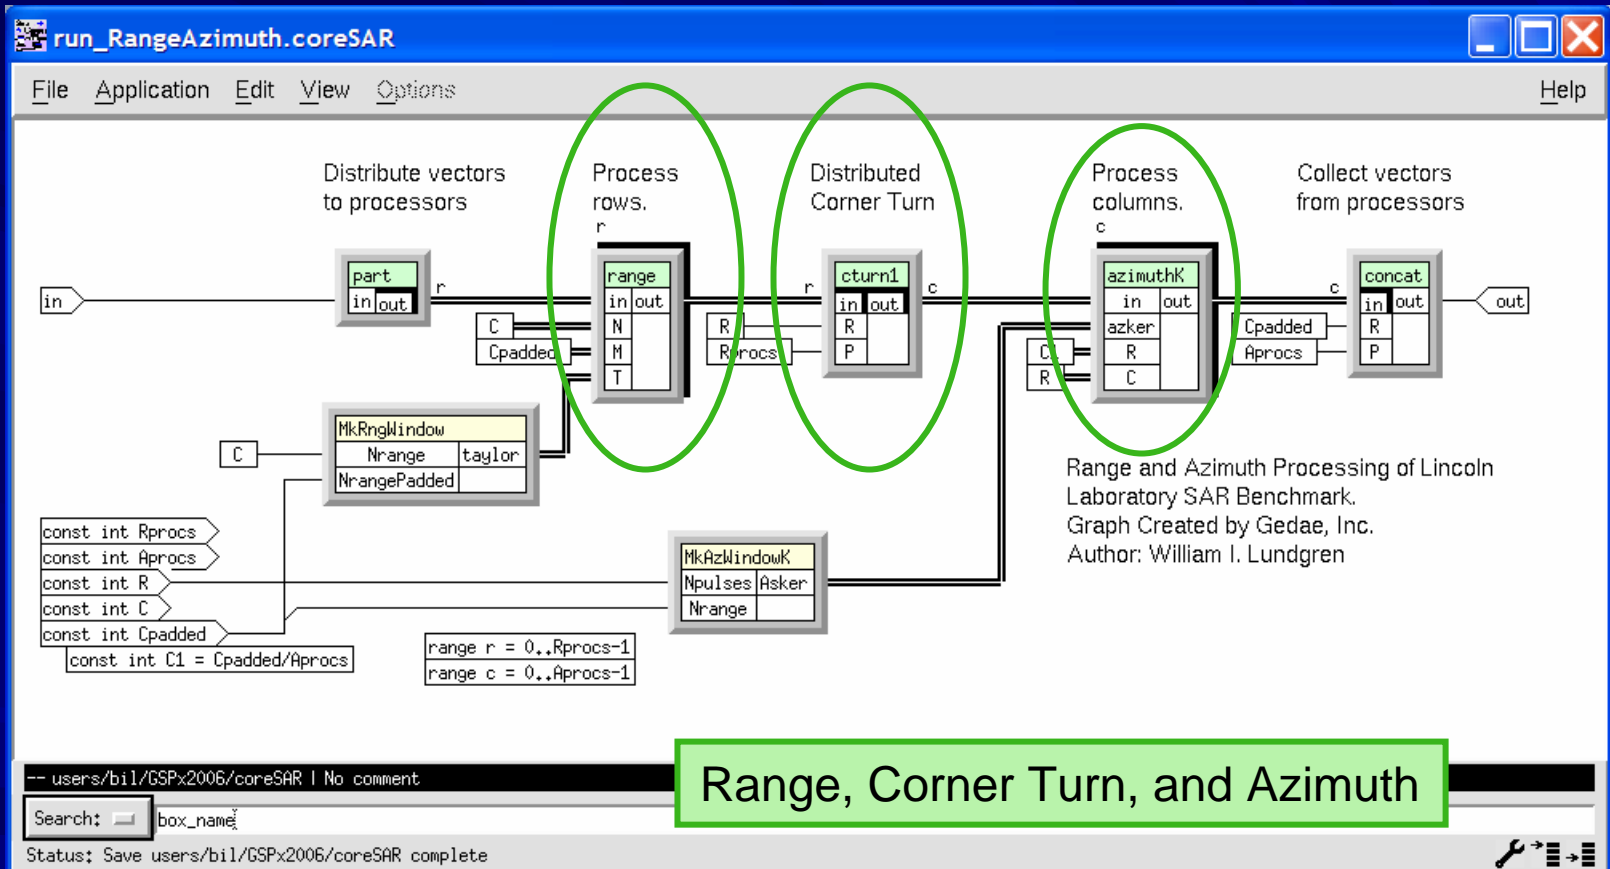 run_RangeAzimuth.coreSAR
File Application Edit View Options Help
Distribute vectors
to processors
Process
rows.
r
Distributed
Corner Turn
Process
columns.
c
Collect vectors
from processors
in
part
in out
r
range
in out
N
M
T
C
Cpadded
r
cturn1
in out
R
P
R
Rprocs
c
azimuthK
in out
azker
R
C
C1
R
c
concat
in out
R
P
Cpadded
Aprocs
out
C
MkRngWindow
Nrange taylor
NrangePadded
Range and Azimuth Processing of Lincoln
Laboratory SAR Benchmark.
Graph Created by Gedae, Inc.
Author: William I. Lundgren
const int Rprocs
const int Aprocs
const int R
const int C
const int Cpadded
const int C1 = Cpadded/Aprocs
MkAzWindowK
Npulses Asker
Nrange
range r = 0..Rprocs-1
range c = 0..Aprocs-1
Range, Corner Turn, and Azimuth
-- users/bil/GSPx2006/coreSAR | No comment
Search: box_name
Status: Save users/bil/GSPx2006/coreSAR complete